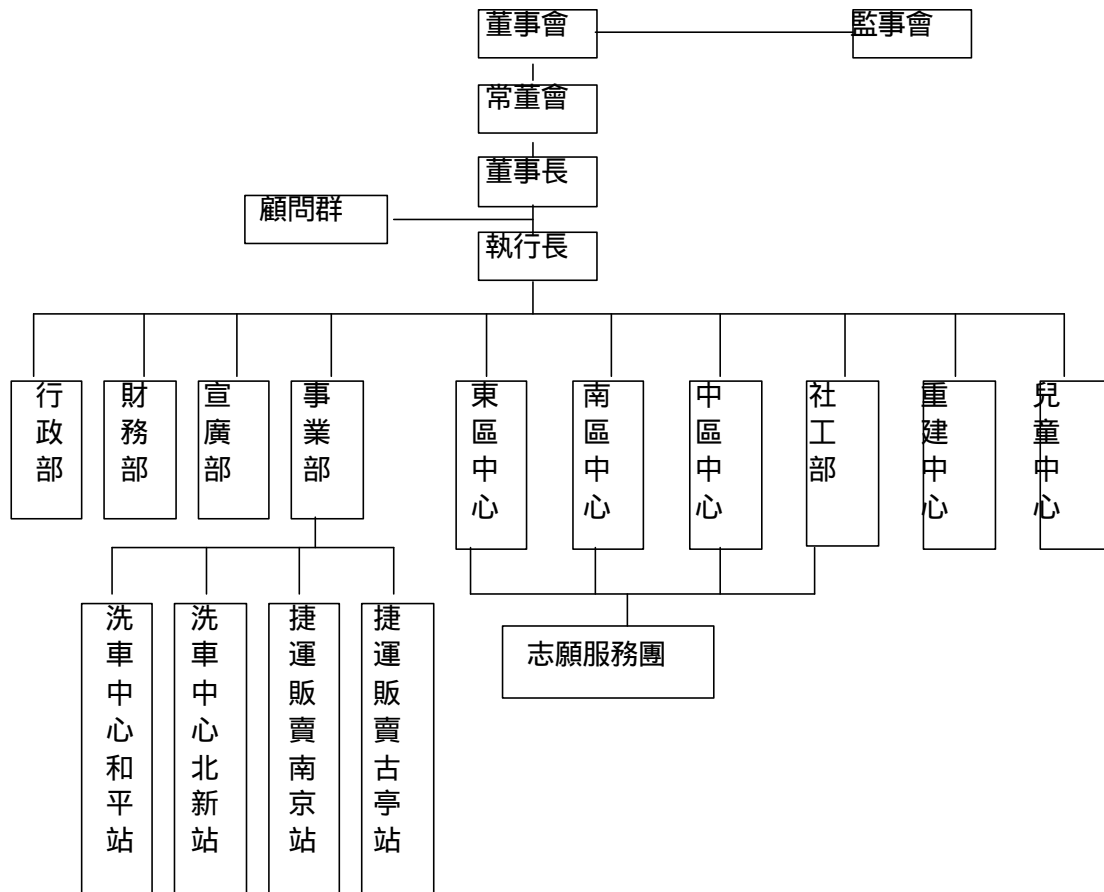 董事會
監事會
常董會
董事長
顧問群
執行長
行政部
財務部
宣廣部
事業部
東區中心
南區中心
中區中心
社工部
重建中心
兒童中心
洗車中心和平站
洗車中心北新站
捷運販賣南京站
捷運販賣古亭站
志願服務團